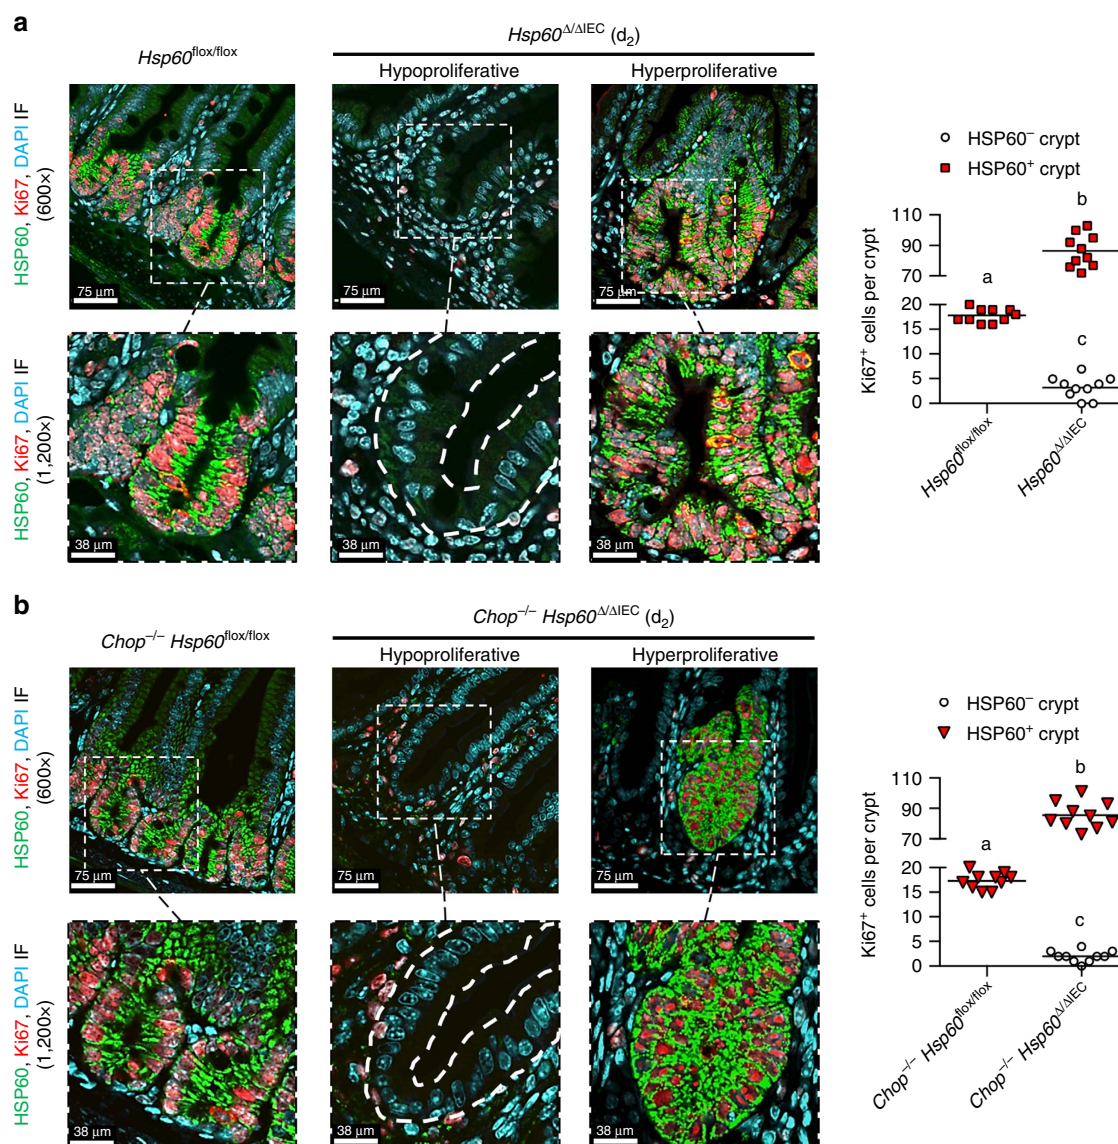 a
Hsp60flox/flox
Hsp60Δ/ΔIEC (d2)
Hypoproliferative
Hyperproliferative
HSP60, Ki67, DAPI IF
(600x)
75 µm
75 µm
75 µm
HSP60, Ki67, DAPI IF
(1,200x)
38 µm
38 µm
38 µm
HSP60– crypt
HSP60+ crypt
Ki67+ cells per crypt
110
90
70
20
15
10
5
0
a
b
c
Hsp60flox/flox
Hsp60Δ/ΔIEC
b
Chop–/– Hsp60flox/flox
Chop–/– Hsp60Δ/ΔIEC (d2)
Hypoproliferative
Hyperproliferative
HSP60, Ki67, DAPI IF
(600x)
75 µm
75 µm
75 µm
HSP60, Ki67, DAPI IF
(1,200x)
38 µm
38 µm
38 µm
HSP60– crypt
HSP60+ crypt
Ki67+ cells per crypt
110
90
70
20
15
10
5
0
a
b
c
Chop–/– Hsp60flox/flox
Chop–/– Hsp60Δ/ΔIEC